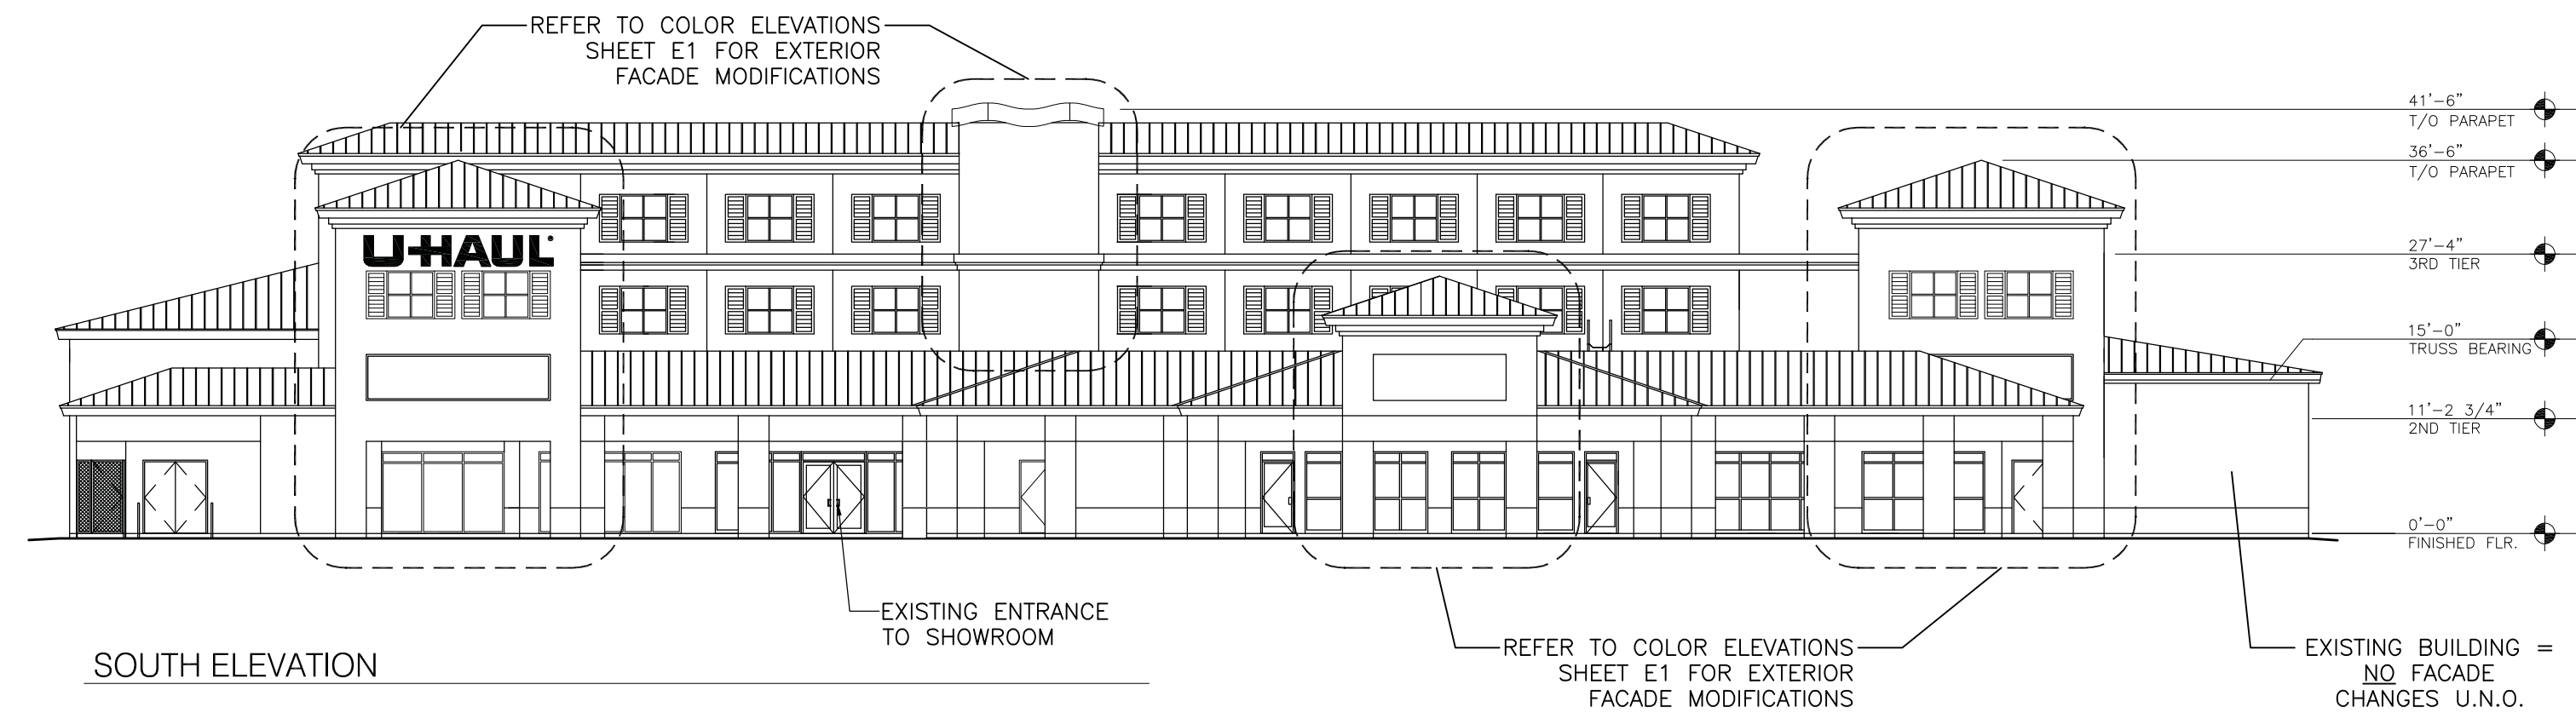 REFER TO COLOR ELEVATIONS
SHEET E1 FOR EXTERIOR
FACADE MODIFICATIONS
41'-6"
T/O PARAPET
36'-6"
T/O PARAPET
U-HAUL®
27'-4"
3RD TIER
15'-0"
TRUSS BEARING
11'-2 3/4"
2ND TIER
0'-0"
FINISHED FLR.
EXISTING ENTRANCE
TO SHOWROOM
SOUTH ELEVATION
REFER TO COLOR ELEVATIONS
SHEET E1 FOR EXTERIOR
FACADE MODIFICATIONS
EXISTING BUILDING =
NO FACADE
CHANGES U.N.O.